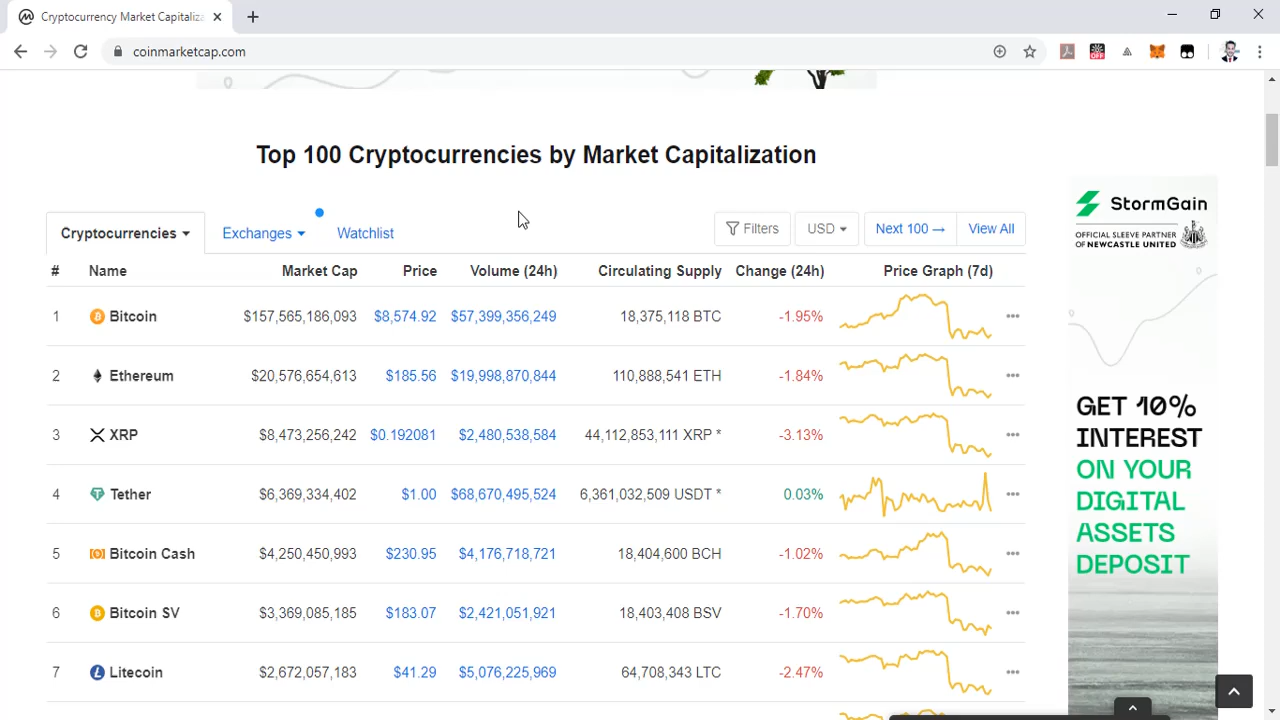 Cryptocurrency Market Capitaliza
coinmarketcap.com
OFF
Top 100 Cryptocurrencies by Market Capitalization
Cryptocurrencies Exchanges Watchlist Filters USD Next 100 → View All
# Name Market Cap Price Volume (24h) Circulating Supply Change (24h) Price Graph (7d)
1 Bitcoin $157,565,186,093 $8,574.92 $57,399,356,249 18,375,118 BTC -1.95%
2 Ethereum $20,576,654,613 $185.56 $19,998,870,844 110,888,541 ETH -1.84%
3 XRP $8,473,256,242 $0.192081 $2,480,538,584 44,112,853,111 XRP * -3.13%
4 Tether $6,369,334,402 $1.00 $68,670,495,524 6,361,032,509 USDT * 0.03%
5 Bitcoin Cash $4,250,450,993 $230.95 $4,176,718,721 18,404,600 BCH -1.02%
6 Bitcoin SV $3,369,085,185 $183.07 $2,421,051,921 18,403,408 BSV -1.70%
7 Litecoin $2,672,057,183 $41.29 $5,076,225,969 64,708,343 LTC -2.47%
StormGain
OFFICIAL SLEEVE PARTNER
OF NEWCASTLE UNITED
GET 10%
INTEREST
ON YOUR
DIGITAL
ASSETS
DEPOSIT